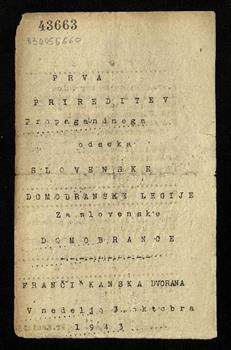 43663
PRVA
PRIREDITEV
Propagandnega
odseka
SLOVENSKE
DOMOBRANSKE LEGIJE
Za slovenske
DOMOBRANCE
FRANČIŠKANSKA DVORANA
V nedeljo 3. oktobra
1943